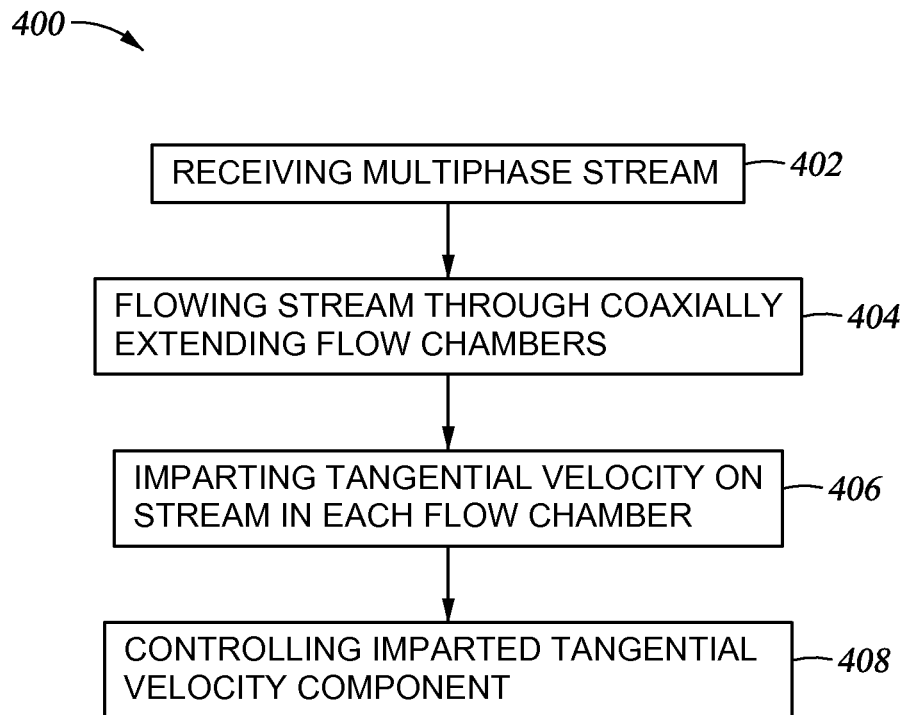 400
RECEIVING MULTIPHASE STREAM
402
FLOWING STREAM THROUGH COAXIALLY
EXTENDING FLOW CHAMBERS
404
IMPARTING TANGENTIAL VELOCITY ON
STREAM IN EACH FLOW CHAMBER
406
CONTROLLING IMPARTED TANGENTIAL
VELOCITY COMPONENT
408